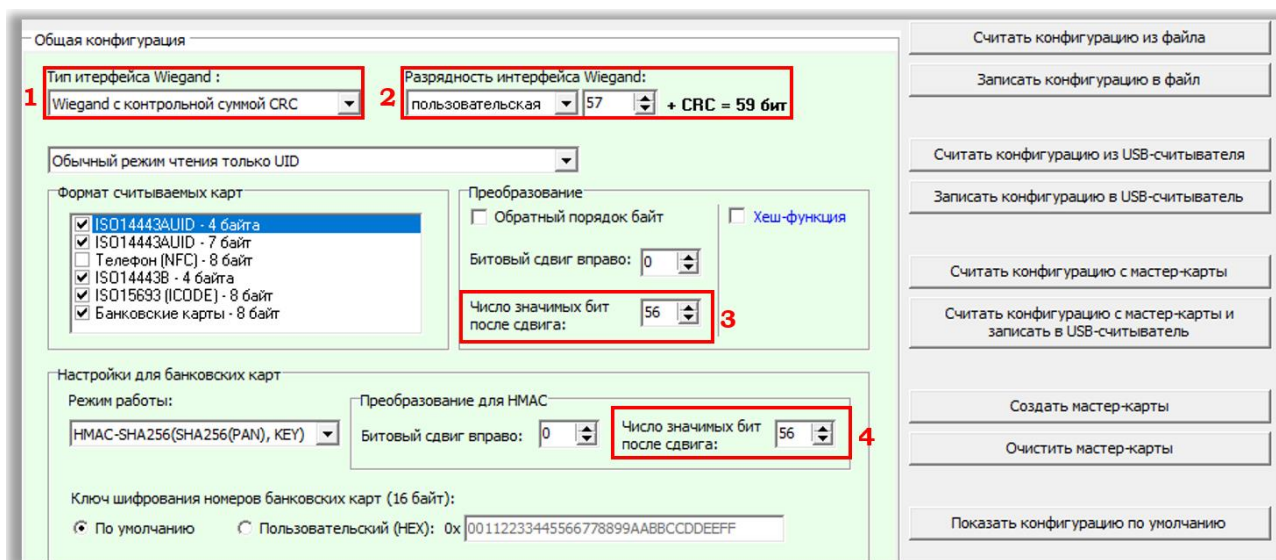 Общая конфигурация
Тип итерфейса Wiegand :
1 Wiegand с контрольной суммой CRC
Разрядность интерфейса Wiegand:
2 пользовательская 57 + CRC = 59 бит
Обычный режим чтения только UID
Формат считываемых карт
ISO14443AUID - 4 байта
ISO14443AUID - 7 байт
Телефон (NFC) - 8 байт
ISO14443B - 4 байта
ISO15693 (ICODE) - 8 байт
Банковские карты - 8 байт
Преобразование
Обратный порядок байт
Хеш-функция
Битовый сдвиг вправо: 0
Число значимых бит
после сдвига: 56
3
Настройки для банковских карт
Режим работы:
HMAC-SHA256(SHA256(PAN), KEY)
Преобразование для HMAC
Битовый сдвиг вправо: 0
Число значимых бит
после сдвига: 56
4
Ключ шифрования номеров банковских карт (16 байт):
По умолчанию Пользовательский (HEX): 0x 00112233445566778899AABBCCDDEEFF
Считать конфигурацию из файла
Записать конфигурацию в файл
Считать конфигурацию из USB-считывателя
Записать конфигурацию в USB-считыватель
Считать конфигурацию с мастер-карты
Считать конфигурацию с мастер-карты и
записать в USB-считыватель
Создать мастер-карты
Очистить мастер-карты
Показать конфигурацию по умолчанию